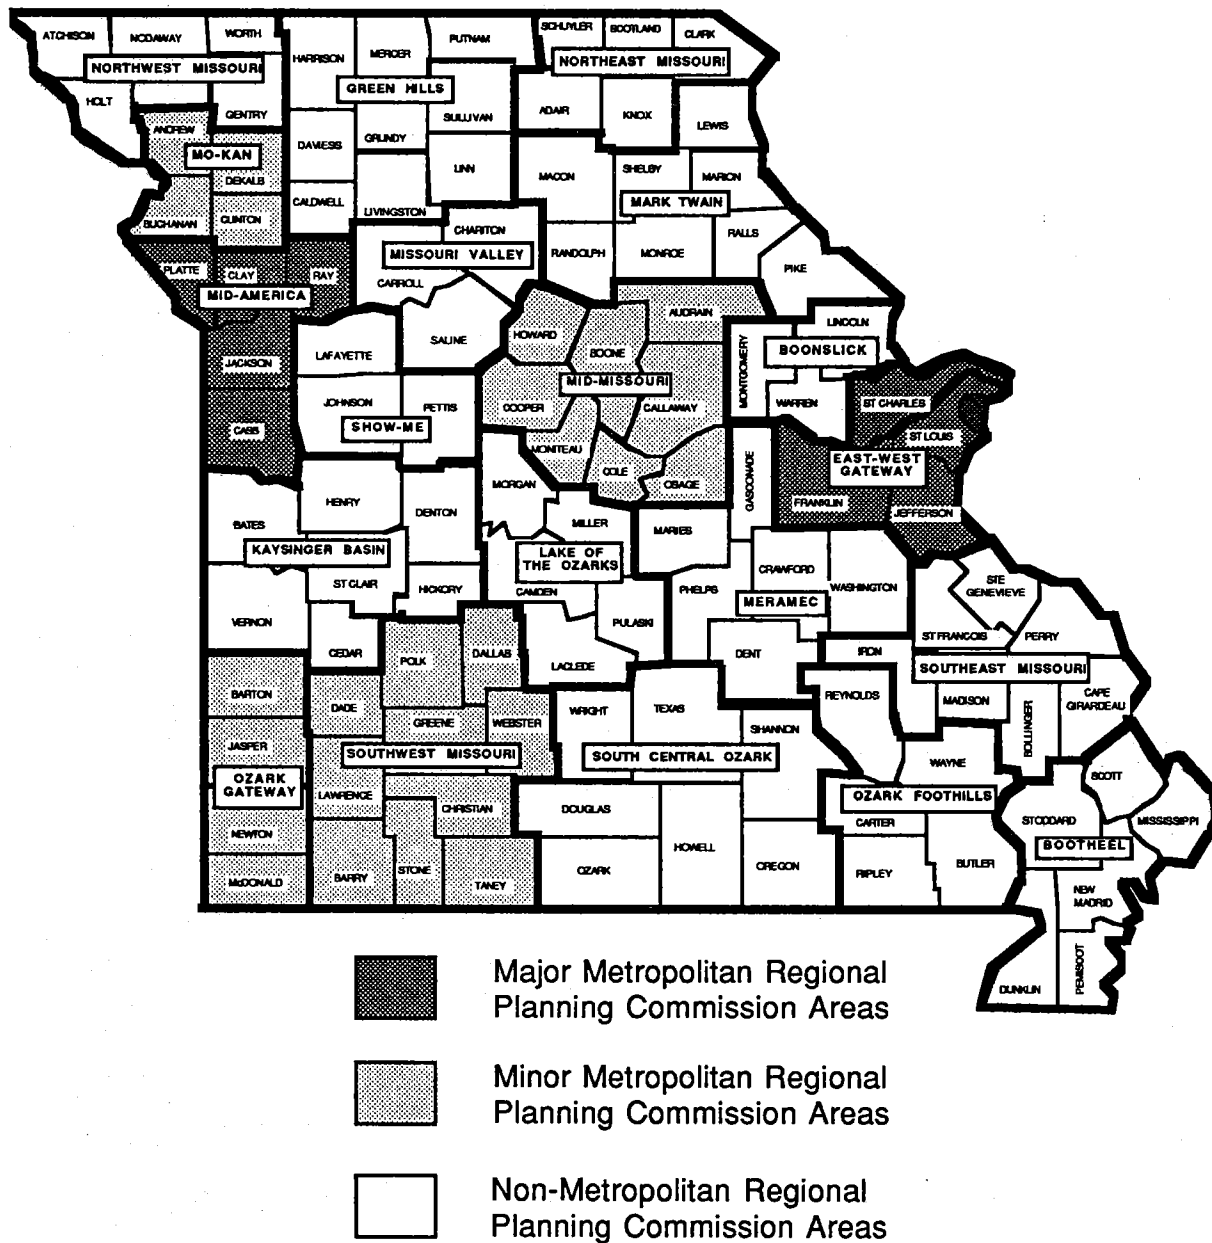 ATCHISON
NODAWAY
WORTH
HARRISON
MERCER
PUTNAM
SCHUYLER
SCOTLAND
CLARK
NORTHWEST MISSOURI
GREEN HILLS
NORTHEAST MISSOURI
HOLT
GENTRY
SULLIVAN
ADAIR
KNOX
LEWIS
ANDREW
MO-KAN
DEKALB
DAVIESS
GRUNDY
LINN
MACON
SHELBY
MARION
MARK TWAIN
BUCHANAN
CLINTON
CALDWELL
LIVINGSTON
CHARITON
MISSOURI VALLEY
RANDOLPH
MONROE
RALLS
PIKE
PLATTE
CLAY
RAY
MID-AMERICA
CARROLL
AUDRAIN
LINCOLN
BOONSLICK
MONTGOMERY
WARREN
JACKSON
LAFAYETTE
SALINE
HOWARD
BOONE
MID-MISSOURI
COOPER
CALLAWAY
ST CHARLES
ST LOUIS
EAST-WEST
GATEWAY
CASS
JOHNSON
PETTIS
SHOW-ME
MONITEAU
COLE
OSAGE
GASCONADE
FRANKLIN
JEFFERSON
MORGAN
BATES
HENRY
DENTON
MILLER
MARIES
KAYSINGER BASIN
LAKE OF
THE OZARKS
ST CLAIR
HICKORY
CAMDEN
PULASKI
PHELPS
CRAWFORD
MERAMEC
WASHINGTON
STE
GENEVIEVE
VERNON
CEDAR
POLK
DALLAS
LACLEDE
DENT
IRON
ST FRANCOIS
PERRY
SOUTHEAST MISSOURI
BARTON
DADE
GREENE
WEBSTER
WRIGHT
TEXAS
SHANNON
REYNOLDS
MADISON
BOLLINGER
CAPE
GIRARDEAU
JASPER
SOUTHWEST MISSOURI
SOUTH CENTRAL OZARK
WAYNE
SCOTT
OZARK
GATEWAY
LAWRENCE
CHRISTIAN
DOUGLAS
OZARK FOOTHILLS
CARTER
STODDARD
MISSISSIPPI
BOOTHEEL
NEWTON
McDONALD
BARRY
STONE
TANEY
OZARK
HOWELL
OREGON
RIPLEY
BUTLER
NEW
MADRID
DUNKLIN
PEMISCOT
Major Metropolitan Regional
Planning Commission Areas
Minor Metropolitan Regional
Planning Commission Areas
Non-Metropolitan Regional
Planning Commission Areas